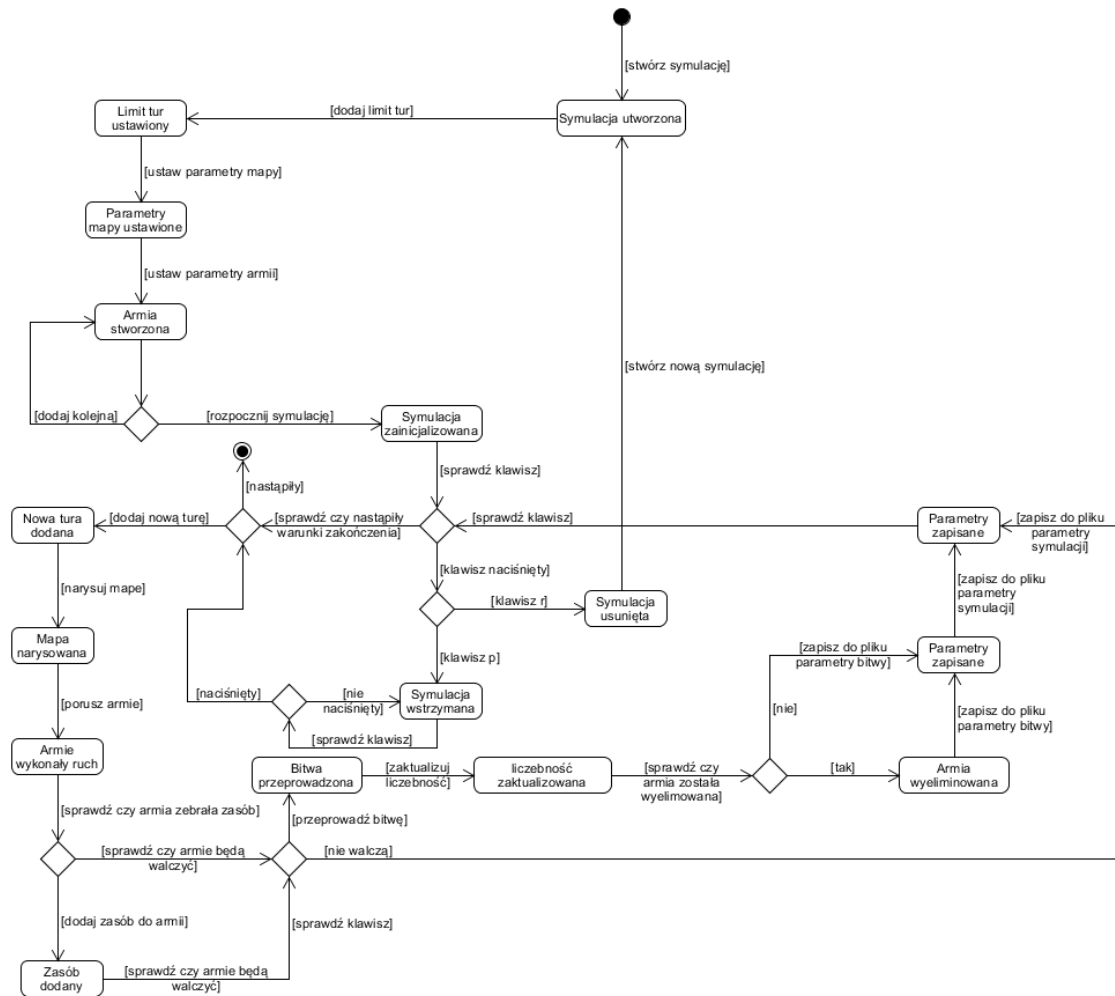 [stwórz symulację]
Limit tur
ustawiony
[dodaj limit tur]
Symulacja utworzona
[ustaw parametry mapy]
Parametry
mapy ustawione
[ustaw parametry armii]
Armia
stworzona
[stwórz nową symulację]
[dodaj kolejną]
[rozpocznij symulację]
Symulacja
zainicjalizowana
[sprawdź klawisz]
[nastąpiły]
Nowa tura
dodana
[dodaj nową turę]
[sprawdź czy nastąpiły
warunki zakończenia]
[sprawdź klawisz]
Parametry
zapisane
[zapisz do pliku
parametry
symulacji]
[klawisz naciśnięty]
[narysuj mape]
[zapisz do pliku
parametry
symulacji]
[klawisz r]
Symulacja
usunięta
Mapa
narysowana
[klawisz p]
[zapisz do pliku
parametry bitwy]
Parametry
zapisane
[porusz armie]
[naciśnięty]
[nie
naciśnięty]
Symulacja
wstrzymana
[nie]
[zapisz do pliku
parametry bitwy]
[sprawdź klawisz]
Armie
wykonały ruch
Bitwa
przeprowadzona
[zaktualizuj
liczebność]
liczebność
zaktualizowana
[sprawdź czy
armia została
wyelimowana]
[tak]
Armia
wyeliminowana
[sprawdź czy armia zebrała zasób]
[przeprowadź bitwę]
[sprawdź czy armie będą
walczyć]
[nie walczą]
[dodaj zasób do armii]
[sprawdź klawisz]
Zasób
dodany
[sprawdź czy armie będą
walczyć]